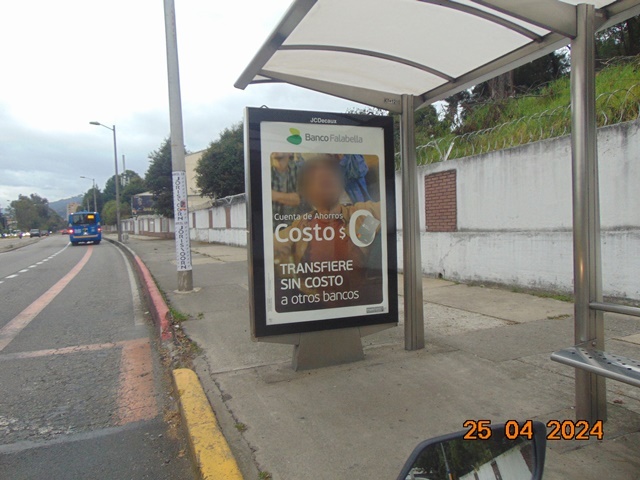 JCDecaux
Banco Falabella
Cuenta de Ahorros
Costo $0
TRANSFIERE
SIN COSTO
a otros bancos
25 04 2024